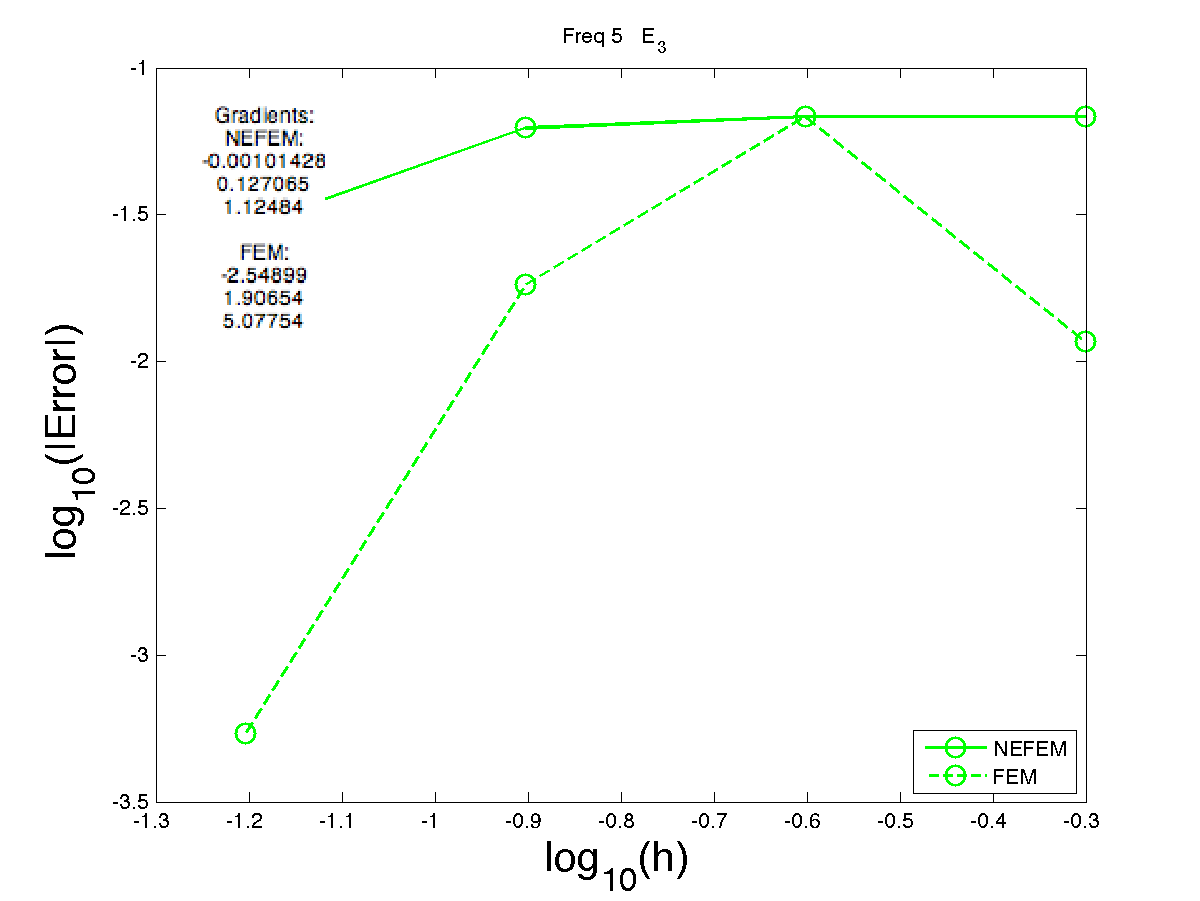 Freq 5 E3
-1
-1.5
-2
-2.5
-3
-3.5
Gradients:
NEFEM:
-0.00101428
0.127065
1.12484
FEM:
-2.54899
1.90654
5.07754
log10(|Error|)
NEFEM
FEM
-1.3 -1.2 -1.1 -1 -0.9 -0.8 -0.7 -0.6 -0.5 -0.4 -0.3
log10(h)